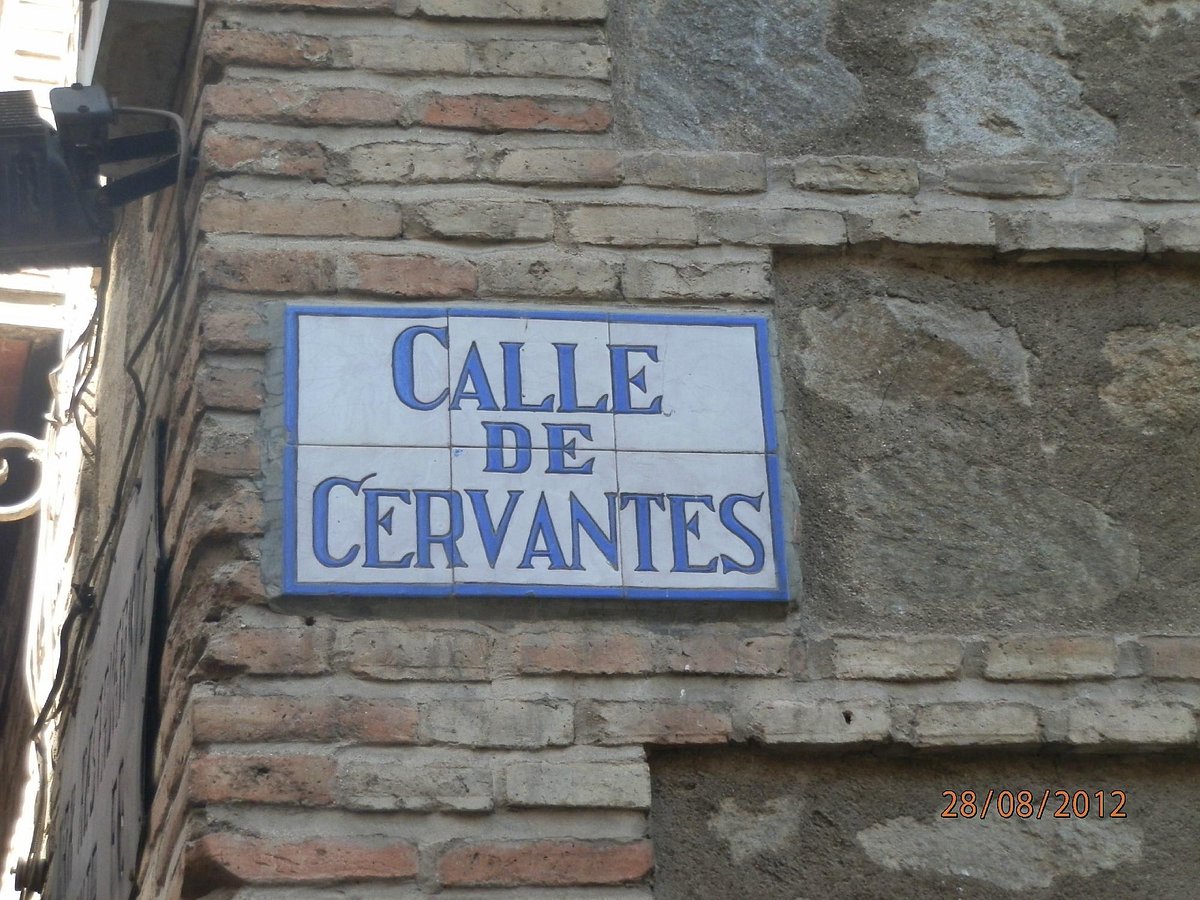 CALLE
DE
CERVANTES
28/08/2012